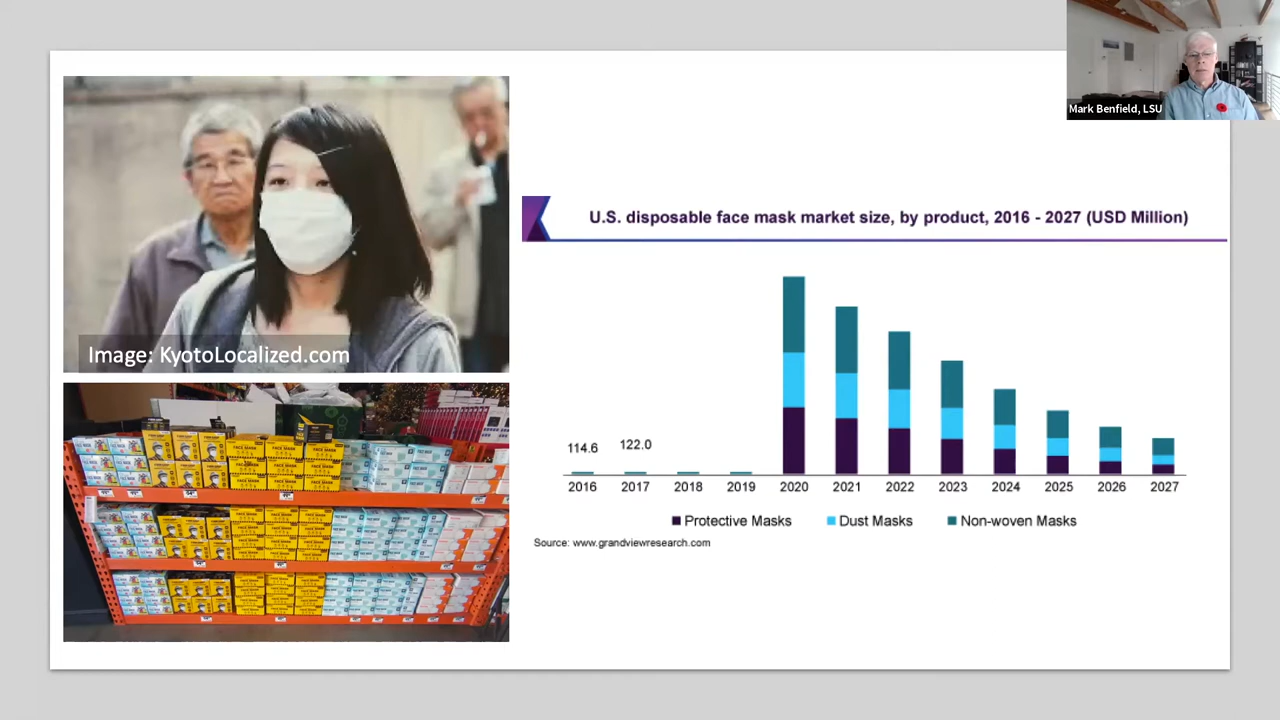 Mark Benfield, LSU
Image: KyotoLocalized.com
U.S. disposable face mask market size, by product, 2016 - 2027 (USD Million)
114.6
122.0
2016 2017 2018 2019 2020 2021 2022 2023 2024 2025 2026 2027
Protective Masks Dust Masks Non-woven Masks
Source: www.grandviewresearch.com
FACE MASK